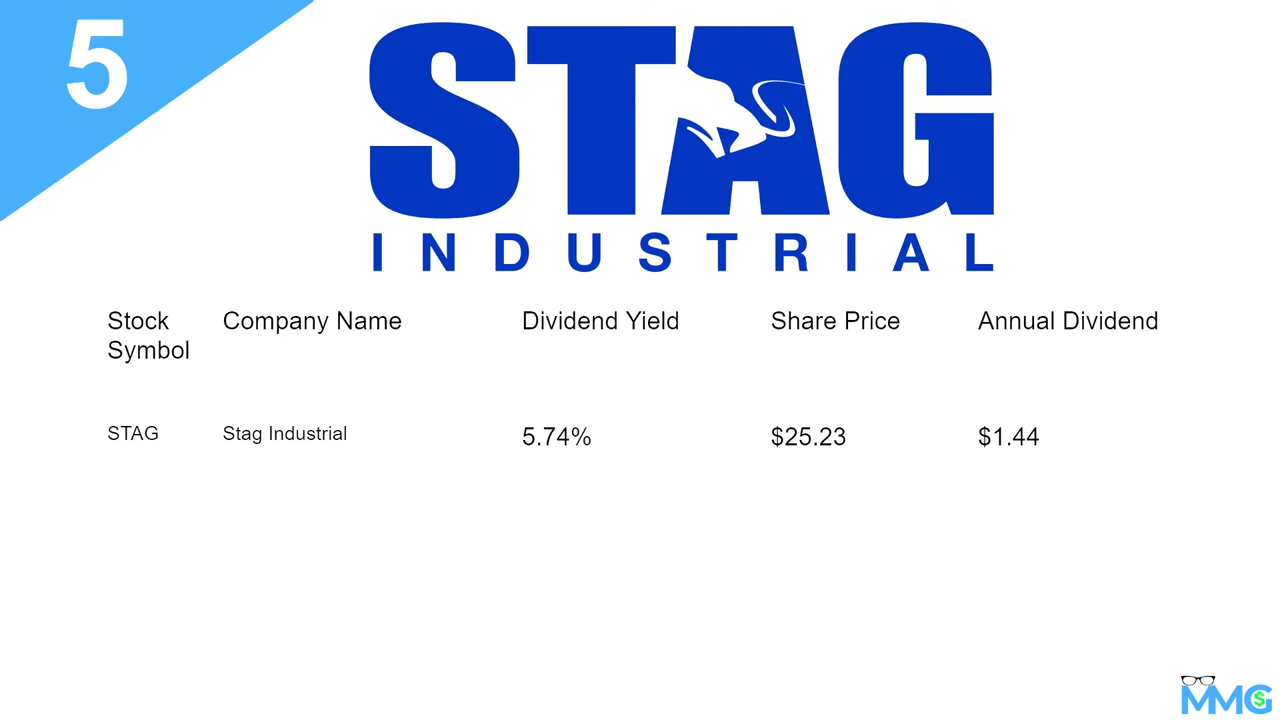 5
STAG
INDUSTRIAL
Stock Symbol Company Name Dividend Yield Share Price Annual Dividend
STAG Stag Industrial 5.74% $25.23 $1.44
MMG